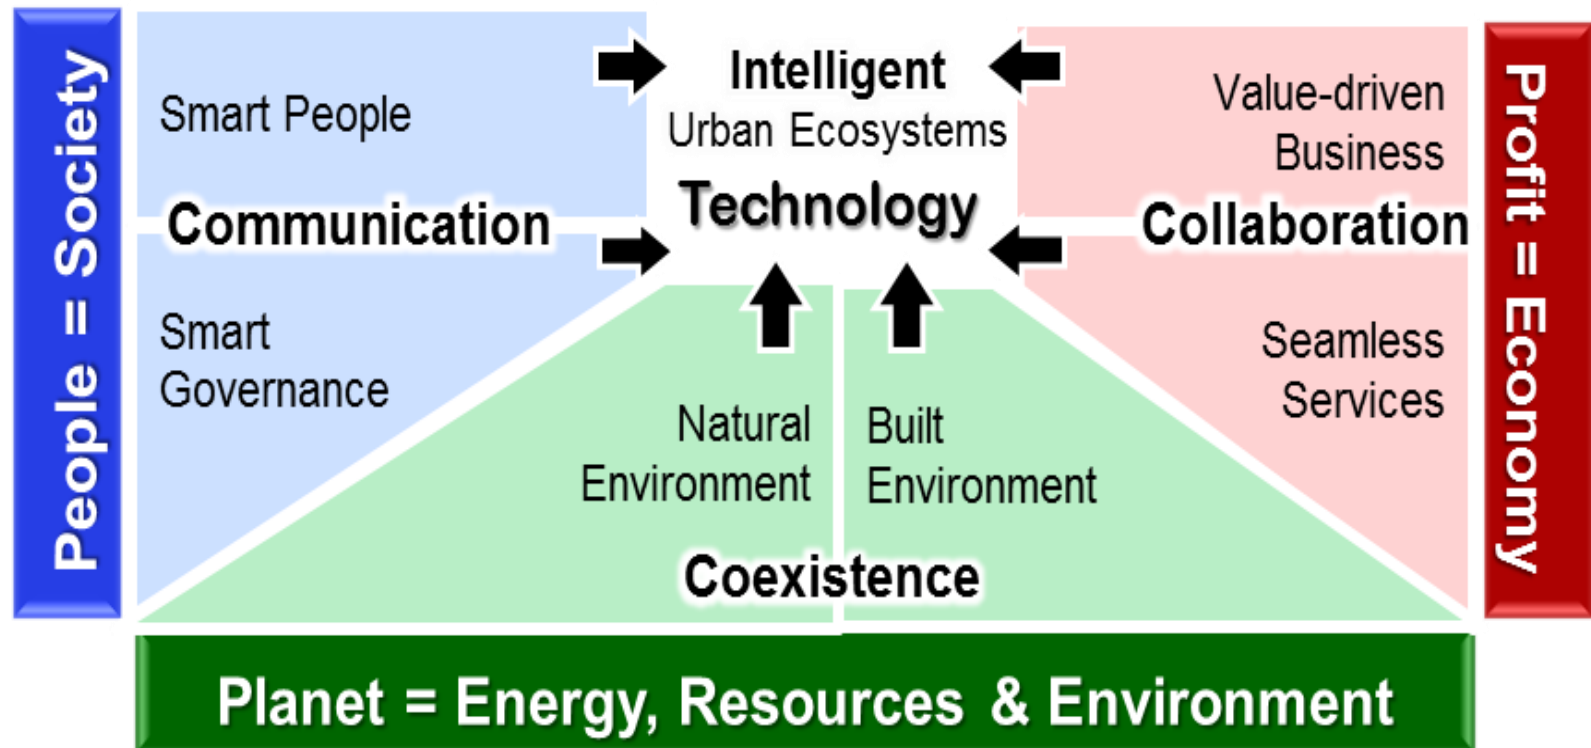 People = Society
Smart People
Communication
Smart
Governance
Intelligent
Urban Ecosystems
Technology
Value-driven
Business
Collaboration
Seamless
Services
Profit = Economy
Natural
Environment
Built
Environment
Coexistence
Planet = Energy, Resources & Environment